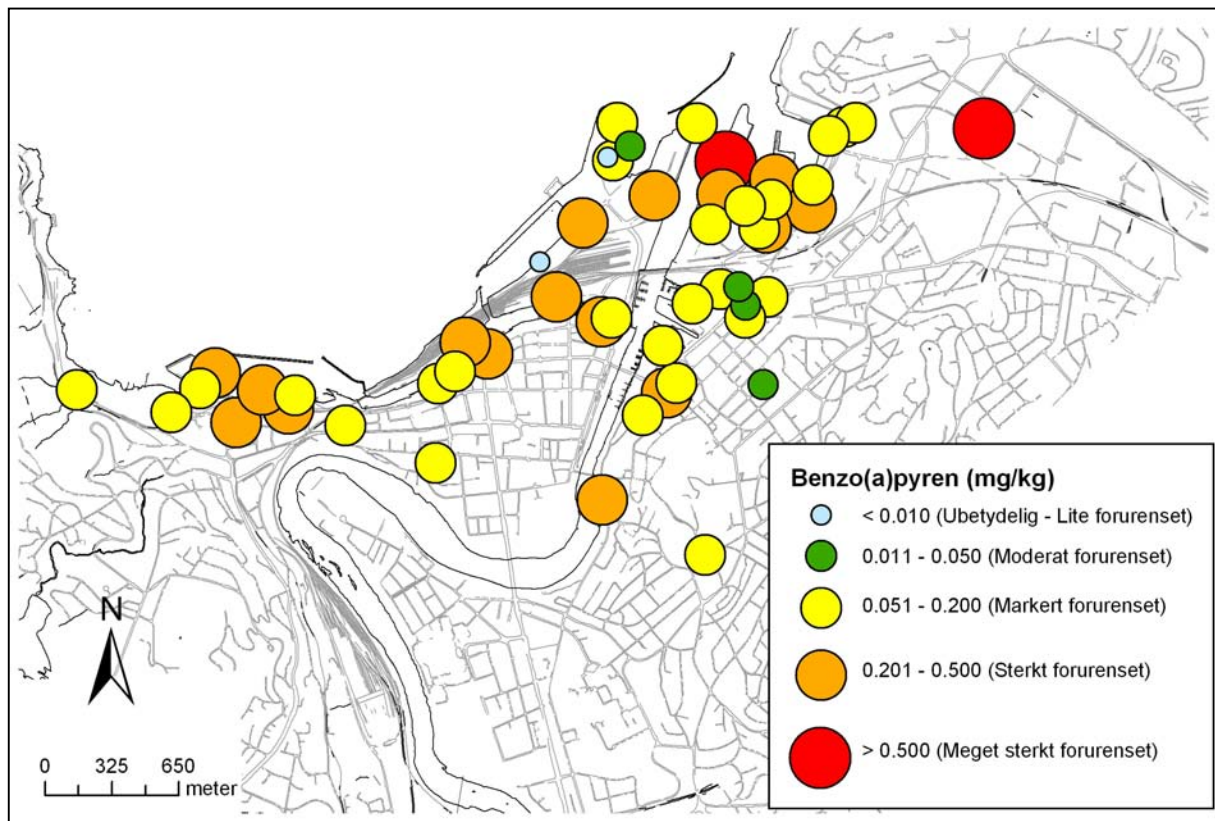 Benzo(a)pyren (mg/kg)
< 0.010 (Ubetydelig - Lite forurenset)
0.011 - 0.050 (Moderat forurenset)
0.051 - 0.200 (Markert forurenset)
0.201 - 0.500 (Sterkt forurenset)
> 0.500 (Meget sterkt forurenset)
N
0 325 650
meter